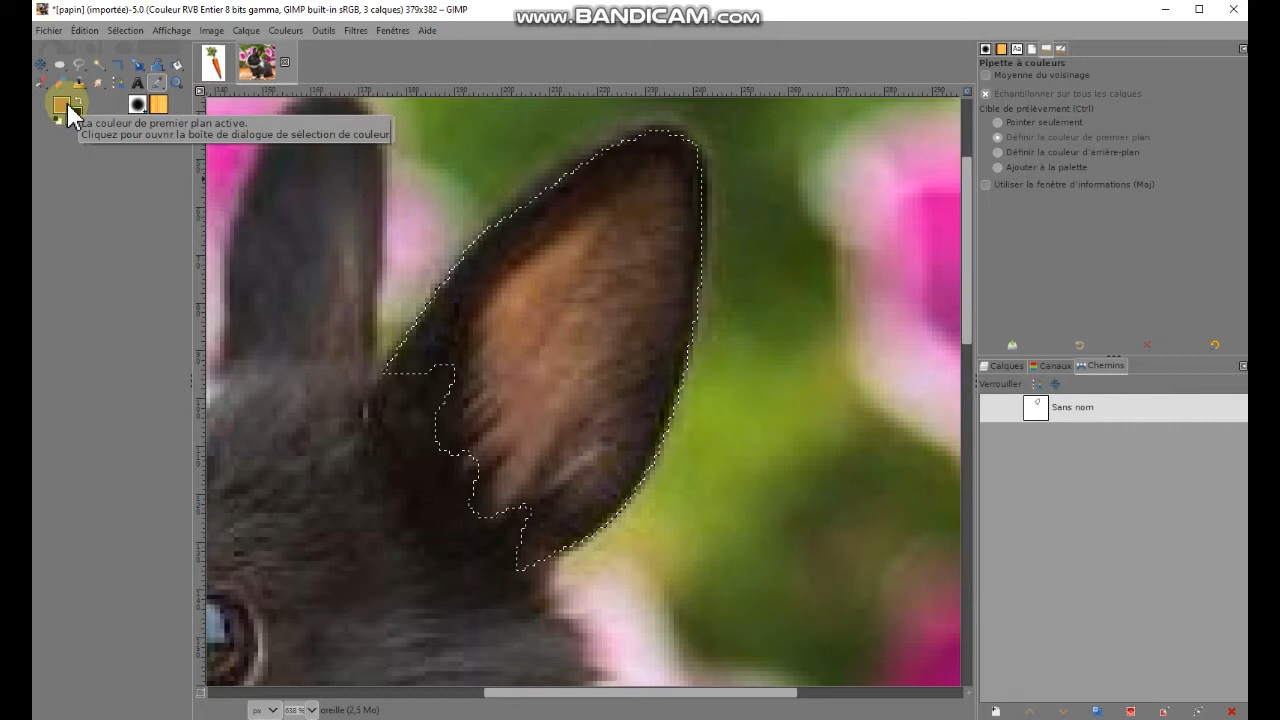 *[papin] (importée)-5.0 (Couleur RVB Entier 8 bits gamma, GIMP built-in sRGB, 3 calques) 379x382 – GIMP
www.BANDICAM.com
Fichier Édition Sélection Affichage Image Calque Couleurs Outils Filtres Fenêtres Aide
La couleur de premier plan active.
Cliquez pour ouvrir la boîte de dialogue de sélection de couleur.
Pipette à couleurs
Moyenne du voisinage
Échantillonner sur tous les calques
Cible de prélèvement (Ctrl)
Pointer seulement
Définir la couleur de premier plan
Définir la couleur d'arrière-plan
Ajouter à la palette
Utiliser la fenêtre d'informations (Maj)
Calques Canaux Chemins
Verrouiller
Sans nom
px 638 % oreille (2,5 Mo)